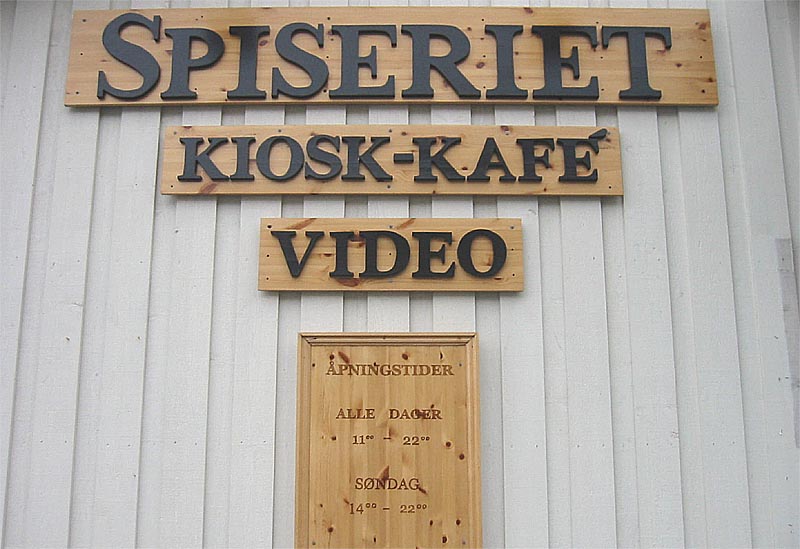 SPISERIET
KIOSK-KAFÉ
VIDEO
ÅPNINGSTIDER
ALLE DAGER
11⁰⁰ - 22⁰⁰
SØNDAG
14⁰⁰ - 22⁰⁰